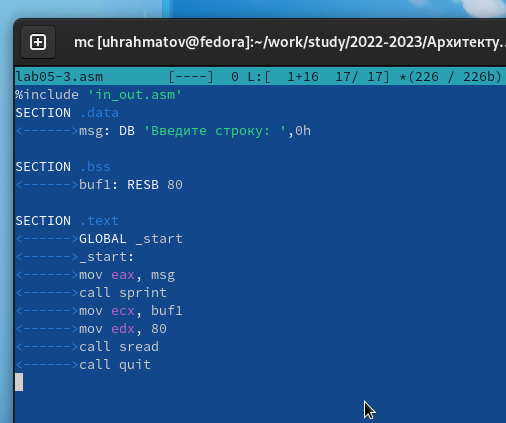 mc [uhrahmatov@fedora]:~/work/study/2022-2023/Архитекту...
lab05-3.asm [----] 0 L:[ 1+16 17/ 17] *(226 / 226b)
%include 'in_out.asm'
SECTION .data
<------>msg: DB 'Введите строку: ',0h
SECTION .bss
<------>buf1: RESB 80
SECTION .text
<------>GLOBAL _start
<------>_start:
<------>mov eax, msg
<------>call sprint
<------>mov ecx, buf1
<------>mov edx, 80
<------>call sread
<------>call quit